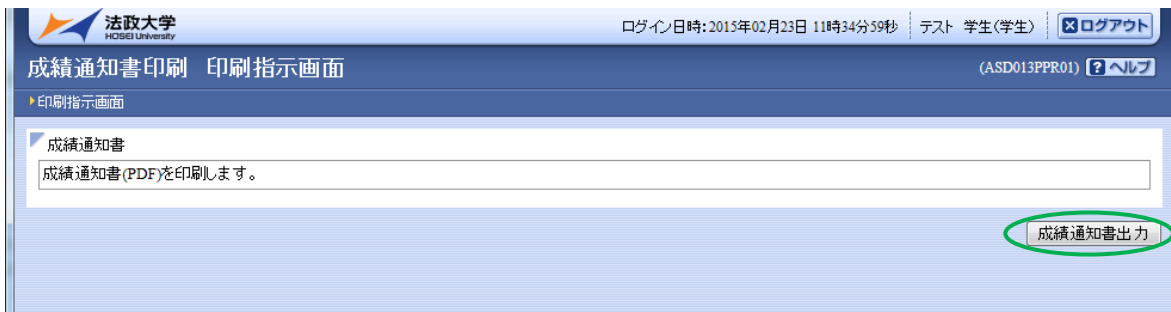 法政大学
HOSEI University
ログイン日時:2015年02月23日 11時34分59秒 テスト 学生(学生) ログアウト
成績通知書印刷 印刷指示画面 (ASD013PPR01) ? ヘルプ
印刷指示画面
成績通知書
成績通知書(PDF)を印刷します。
成績通知書出力